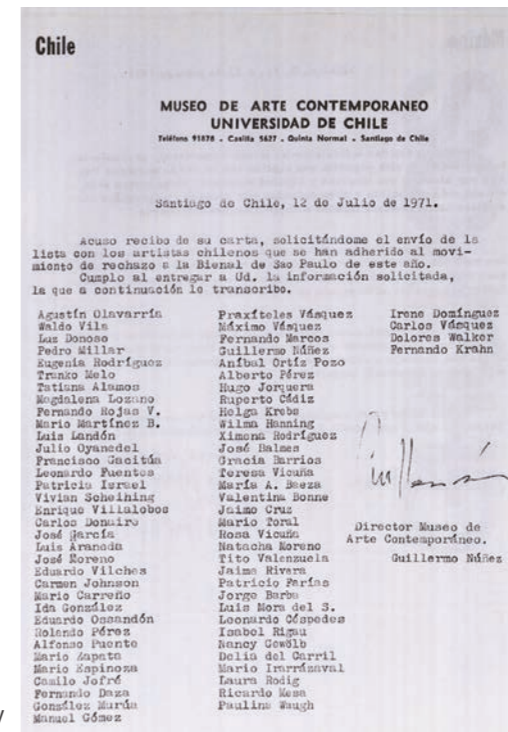 Chile
MUSEO DE ARTE CONTEMPORANEO
UNIVERSIDAD DE CHILE
Teléfono 91878 . Casilla 5627 . Quinta Normal . Santiago de Chile
Santiago de Chile, 12 de Julio de 1971.
Acuso recibo de su carta, solicitándome el envío de la
lista con los artistas chilenos que se han adherido al movi-
miento de rechazo a la Bienal de Sao Paulo de este año.
Cumplo al entregar a Ud. la información solicitada,
la que a continuación le transcribo.
Agustín Olavarría
Waldo Vila
Luz Donoso
Pedro Millar
Eugenia Rodríguez
Tranko Melo
Tatiana Alamos
Magdalena Lozano
Fernando Rojas V.
Mario Martínez B.
Luis Landón
Julio Oyanedel
Francisco Gacitúa
Leonardo Fuentes
Patricia Israel
Vivian Scheihing
Enrique Villalobos
Carlos Donaire
José García
Luis Araneda
José Moreno
Eduardo Vilches
Carmen Johnson
Mario Carreño
Ida González
Eduardo Ossandón
Rolando Pérez
Alfonso Puente
Mario Zapata
Mario Espinoza
Camilo Jofré
Fernando Daza
González Murúa
Manuel Gómez
Praxíteles Vásquez
Máximo Vásquez
Fernando Marcos
Guillermo Núñez
Aníbal Ortíz Pozo
Alberto Pérez
Hugo Jorquera
Ruperto Cádiz
Helga Krebs
Wilma Hanning
Ximena Rodríguez
José Balmes
Gracia Barrios
Teresa Vicuña
María A. Baeza
Valentina Bonne
Jaime Cruz
Mario Toral
Rosa Vicuña
Natacha Moreno
Tito Valenzuela
Jaime Rivera
Patricio Farías
Jorge Barba
Luis Mora del S.
Leonardo Céspedes
Isabel Rigau
Nancy Gewölb
Delia del Carril
Mario Irarrázaval
Laura Rodig
Ricardo Mesa
Pauline Waugh
Irene Domínguez
Carlos Vásquez
Dolores Walker
Fernando Krahn
Director Museo de
Arte Contemporáneo.
Guillermo Núñez
y